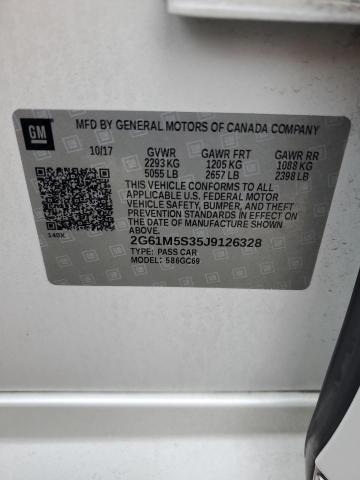 GM MFD BY GENERAL MOTORS OF CANADA COMPANY
10/17 GVWR GAWR FRT GAWR RR
2293 KG 1205 KG 1088 KG
5055 LB 2657 LB 2398 LB
THIS VEHICLE CONFORMS TO ALL
APPLICABLE U.S. FEDERAL MOTOR
VEHICLE SAFETY, BUMPER, AND THEFT
PREVENTION STANDARDS IN EFFECT ON
THE DATE OF MANUFACTURE SHOWN
ABOVE.
140X 2G61M5S35J9126328
TYPE: PASS CAR
MODEL: 586GC69